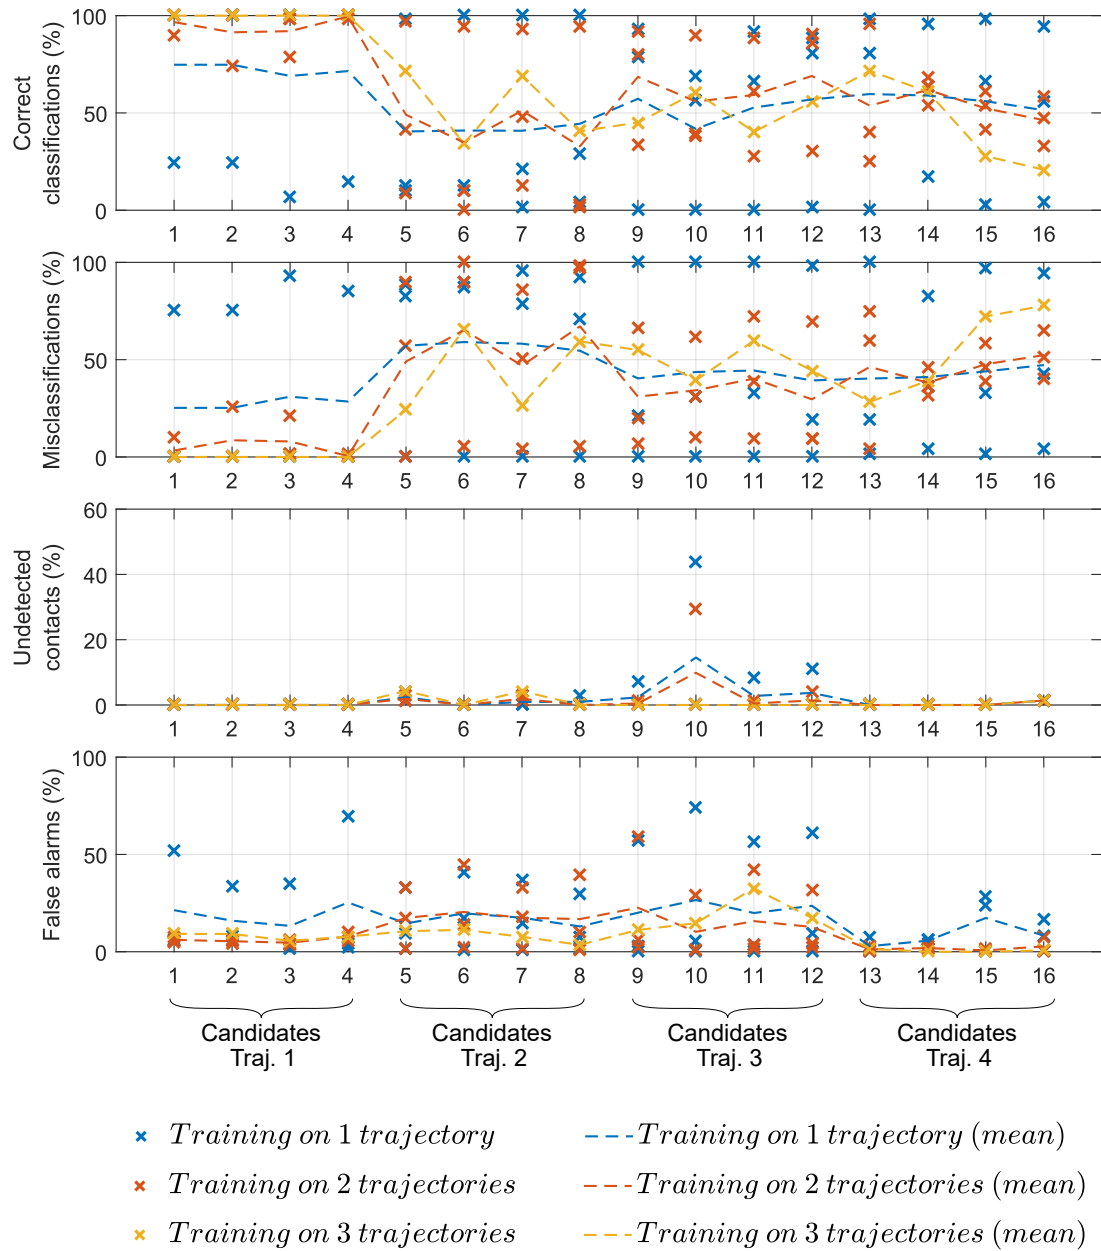 Correct
classifications (%)
100
50
0
1 2 3 4 5 6 7 8 9 10 11 12 13 14 15 16
Misclassifications (%)
100
50
0
1 2 3 4 5 6 7 8 9 10 11 12 13 14 15 16
Undetected
contacts (%)
60
40
20
0
1 2 3 4 5 6 7 8 9 10 11 12 13 14 15 16
False alarms (%)
100
50
0
1 2 3 4 5 6 7 8 9 10 11 12 13 14 15 16
Candidates
Traj. 1
Candidates
Traj. 2
Candidates
Traj. 3
Candidates
Traj. 4
Training on 1 trajectory
Training on 1 trajectory (mean)
Training on 2 trajectories
Training on 2 trajectories (mean)
Training on 3 trajectories
Training on 3 trajectories (mean)